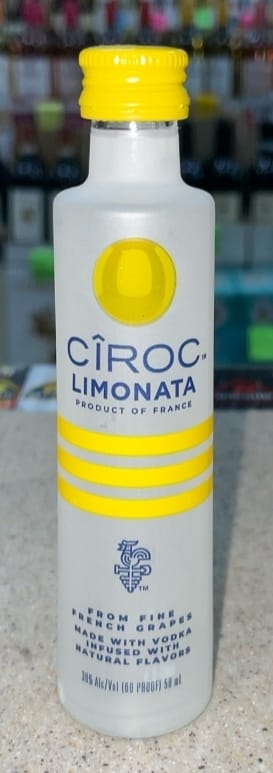 CÎROC™
LIMONATA
PRODUCT OF FRANCE
TM
FROM FINE
FRENCH GRAPES
MADE WITH VODKA
INFUSED WITH
NATURAL FLAVORS
30% Alc/Vol (60 PROOF) 50 mL